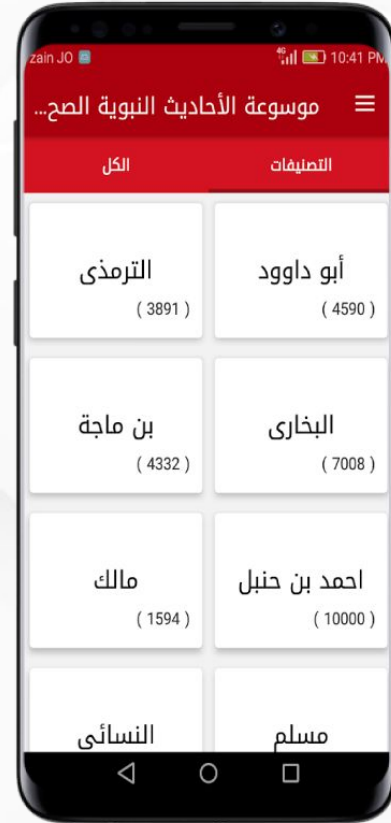 zain JO 4G 10:41 PM
موسوعة الأحاديث النبوية الصح...
التصنيفات
الكل
أبو داوود
( 4590 )
الترمذى
( 3891 )
البخارى
( 7008 )
بن ماجة
( 4332 )
احمد بن حنبل
( 10000 )
مالك
( 1594 )
مسلم
النسائى